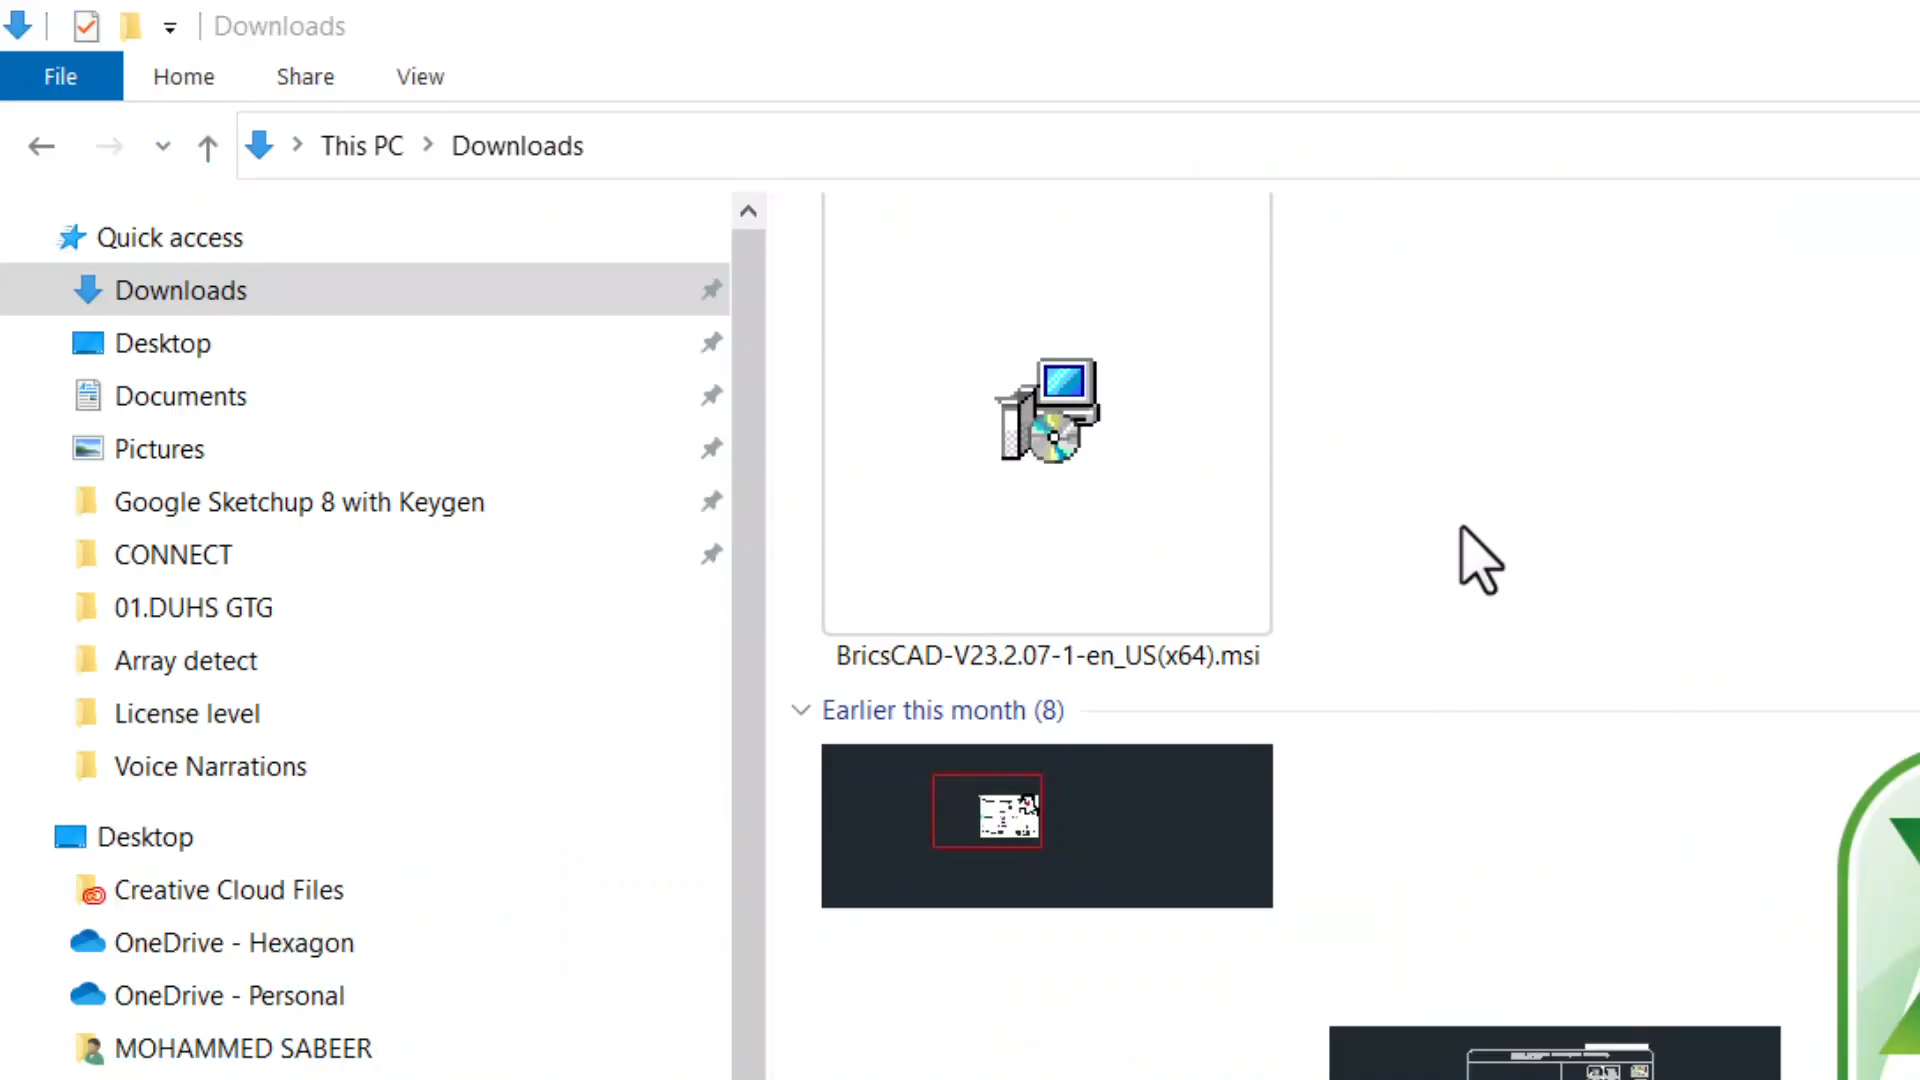 Downloads
File Home Share View
This PC Downloads
Quick access
Downloads
Desktop
Documents
Pictures
Google Sketchup 8 with Keygen
CONNECT
01.DUHS GTG
Array detect
License level
Voice Narrations
Desktop
Creative Cloud Files
OneDrive - Hexagon
OneDrive - Personal
MOHAMMED SABEER
BricsCAD-V23.2.07-1-en_US(x64).msi
Earlier this month (8)